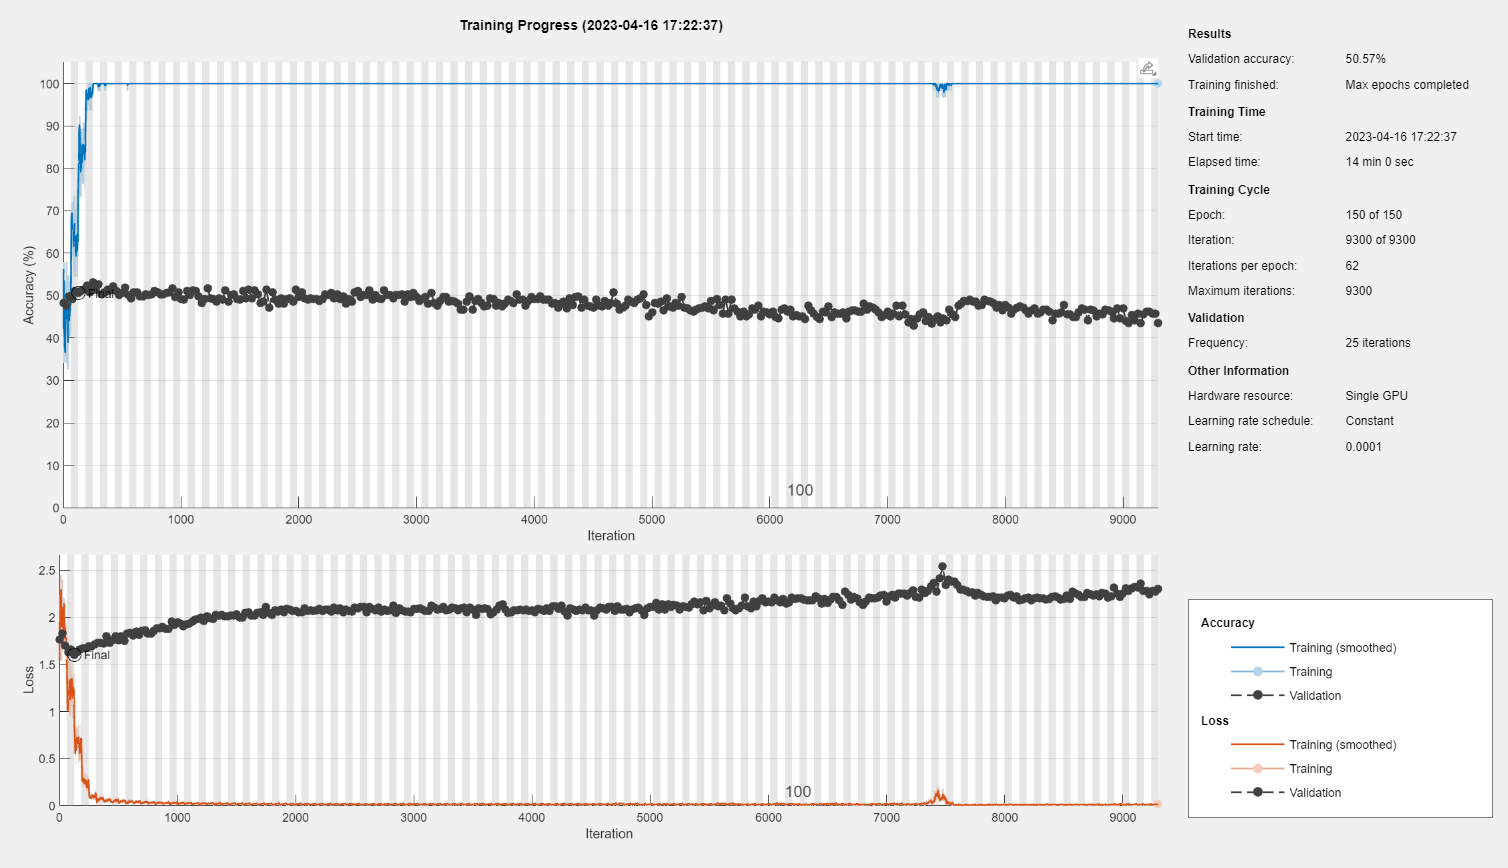 Training Progress (2023-04-16 17:22:37)
100
90
80
70
60
50
40
30
20
10
0
Accuracy (%)
Final
100
0 1000 2000 3000 4000 5000 6000 7000 8000 9000
Iteration
2.5
2
1.5
1
0.5
0
Loss
Final
100
0 1000 2000 3000 4000 5000 6000 7000 8000 9000
Iteration
Results
Validation accuracy: 50.57%
Training finished: Max epochs completed
Training Time
Start time: 2023-04-16 17:22:37
Elapsed time: 14 min 0 sec
Training Cycle
Epoch: 150 of 150
Iteration: 9300 of 9300
Iterations per epoch: 62
Maximum iterations: 9300
Validation
Frequency: 25 iterations
Other Information
Hardware resource: Single GPU
Learning rate schedule: Constant
Learning rate: 0.0001
Accuracy
Training (smoothed)
Training
Validation
Loss
Training (smoothed)
Training
Validation